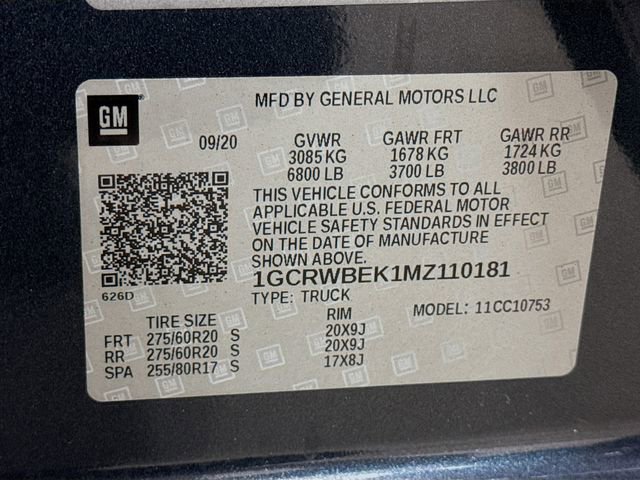 GM
MFD BY GENERAL MOTORS LLC
09/20 GVWR GAWR FRT GAWR RR
3085 KG 1678 KG 1724 KG
6800 LB 3700 LB 3800 LB
THIS VEHICLE CONFORMS TO ALL
APPLICABLE U.S. FEDERAL MOTOR
VEHICLE SAFETY STANDARDS IN EFFECT
ON THE DATE OF MANUFACTURE
SHOWN ABOVE.
626D
1GCRWBEK1MZ110181
TYPE: TRUCK MODEL: 11CC10753
TIRE SIZE RIM
FRT 275/60R20 S 20X9J
RR 275/60R20 S 20X9J
SPA 255/80R17 S 17X8J